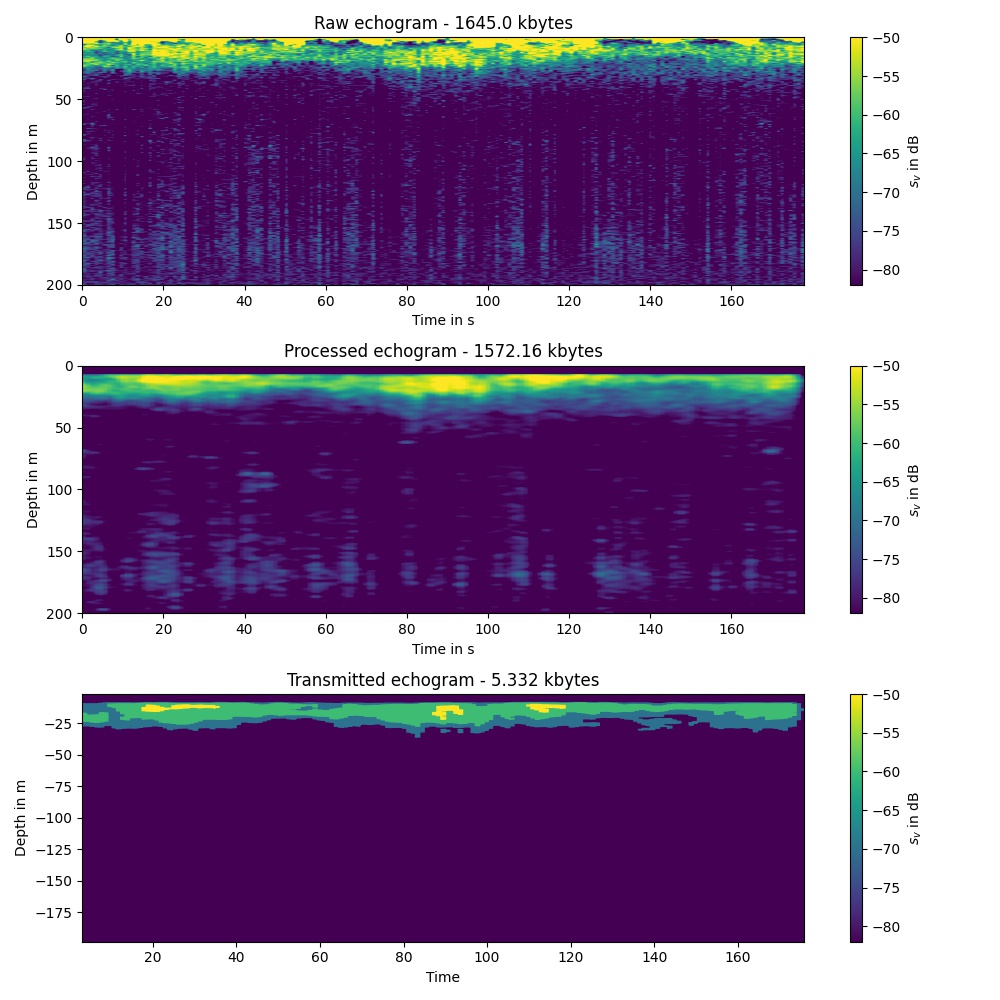 Raw echogram - 1645.0 kbytes
0
50
100
150
200
Depth in m
0 20 40 60 80 100 120 140 160
Time in s
−50
−55
−60
−65
−70
−75
−80
sv in dB
Processed echogram - 1572.16 kbytes
0
50
100
150
200
Depth in m
0 20 40 60 80 100 120 140 160
Time in s
−50
−55
−60
−65
−70
−75
−80
sv in dB
Transmitted echogram - 5.332 kbytes
−25
−50
−75
−100
−125
−150
−175
Depth in m
20 40 60 80 100 120 140 160
Time
−50
−55
−60
−65
−70
−75
−80
sv in dB